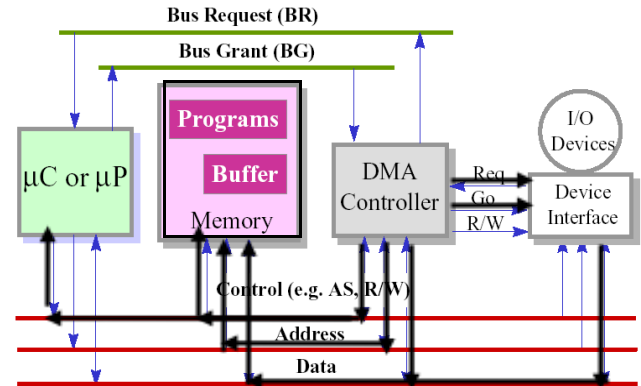 Bus Request (BR)
Bus Grant (BG)
Programs
I/O
Devices
μC or μP
Buffer
DMA
Controller
Req
Go
R/W
Device
Interface
Memory
Control (e.g. AS, R/W)
Address
Data